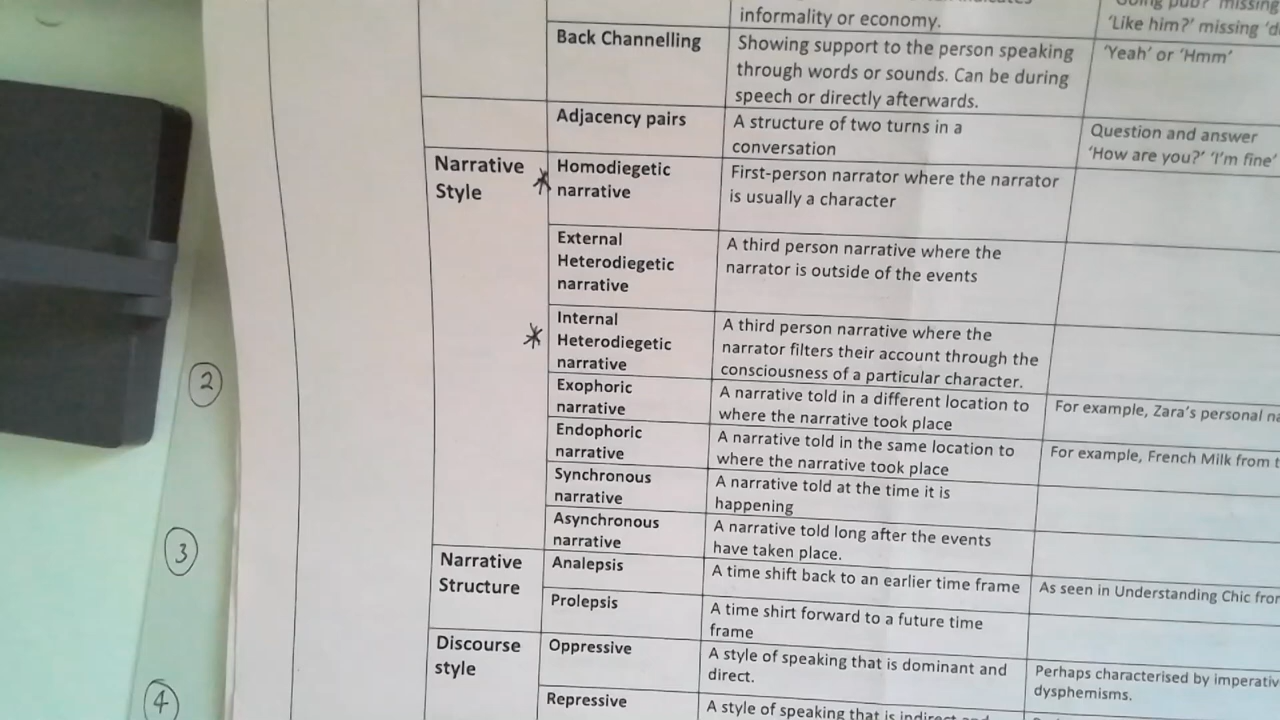 informality or economy.
'Like him?' missing
Back Channelling
Showing support to the person speaking
through words or sounds. Can be during
speech or directly afterwards.
'Yeah' or 'Hmm'
Adjacency pairs
A structure of two turns in a
conversation
Question and answer
'How are you?' 'I'm fine'
Narrative
Style
Homodiegetic
narrative
First-person narrator where the narrator
is usually a character
External
Heterodiegetic
narrative
A third person narrative where the
narrator is outside of the events
Internal
Heterodiegetic
narrative
A third person narrative where the
narrator filters their account through the
consciousness of a particular character.
Exophoric
narrative
A narrative told in a different location to
where the narrative took place
For example, Zara's personal
Endophoric
narrative
A narrative told in the same location to
where the narrative took place
For example, French Milk from
Synchronous
narrative
A narrative told at the time it is
happening
Asynchronous
narrative
A narrative told long after the events
have taken place.
Narrative
Structure
Analepsis
A time shift back to an earlier time frame
As seen in Understanding Chic
Prolepsis
A time shirt forward to a future time
frame
Discourse
style
Oppressive
A style of speaking that is dominant and
direct.
Perhaps characterised by
dysphemisms.
Repressive
A style of speaking that is indirect
2
3
4